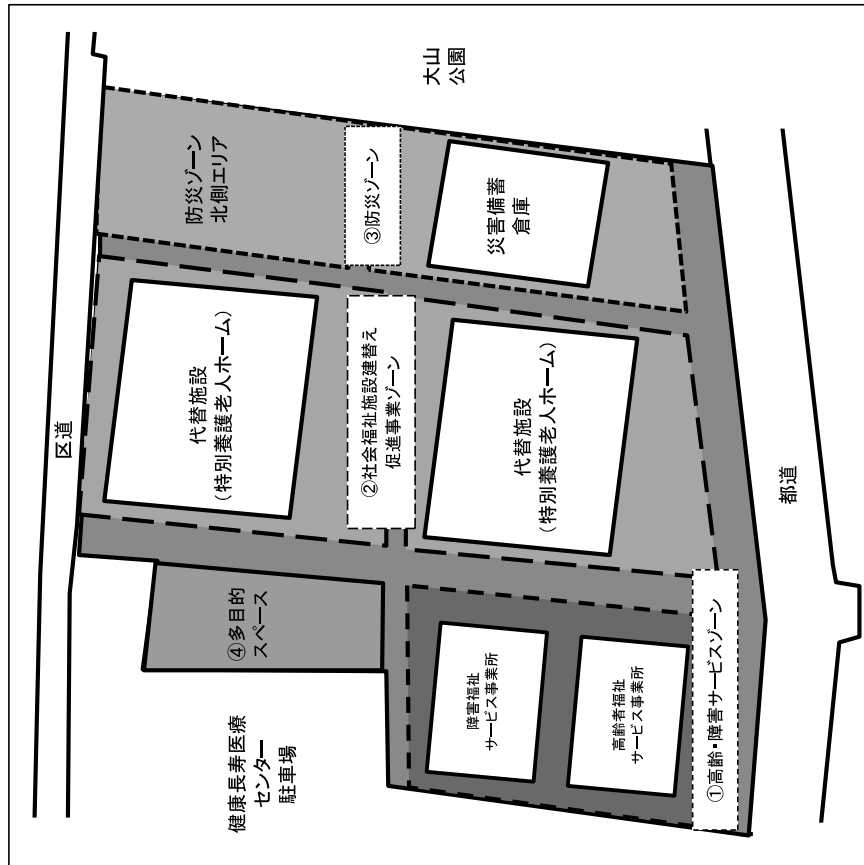 大山
公園
防災ゾーン
北側エリア
③防災ゾーン
災害備蓄
倉庫
区道
代替施設
(特別養護老人ホーム)
②社会福祉施設建替え
促進事業ゾーン
代替施設
(特別養護老人ホーム)
都道
④多目的
スペース
障害福祉
サービス事業所
高齢者福祉
サービス事業所
①高齢・障害サービスゾーン
健康長寿医療
センター
駐車場